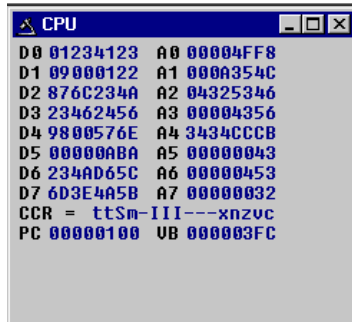 CPU
D0 01234123 A0 00004FF8
D1 09000122 A1 000A354C
D2 876C234A A2 04325346
D3 23462456 A3 00004356
D4 9800576E A4 3434CCCB
D5 00000ABA A5 00000043
D6 234AD65C A6 00000453
D7 6D3E4A5B A7 00000032
CCR = ttSm-III---xnzvc
PC 00000100 VB 000003FC